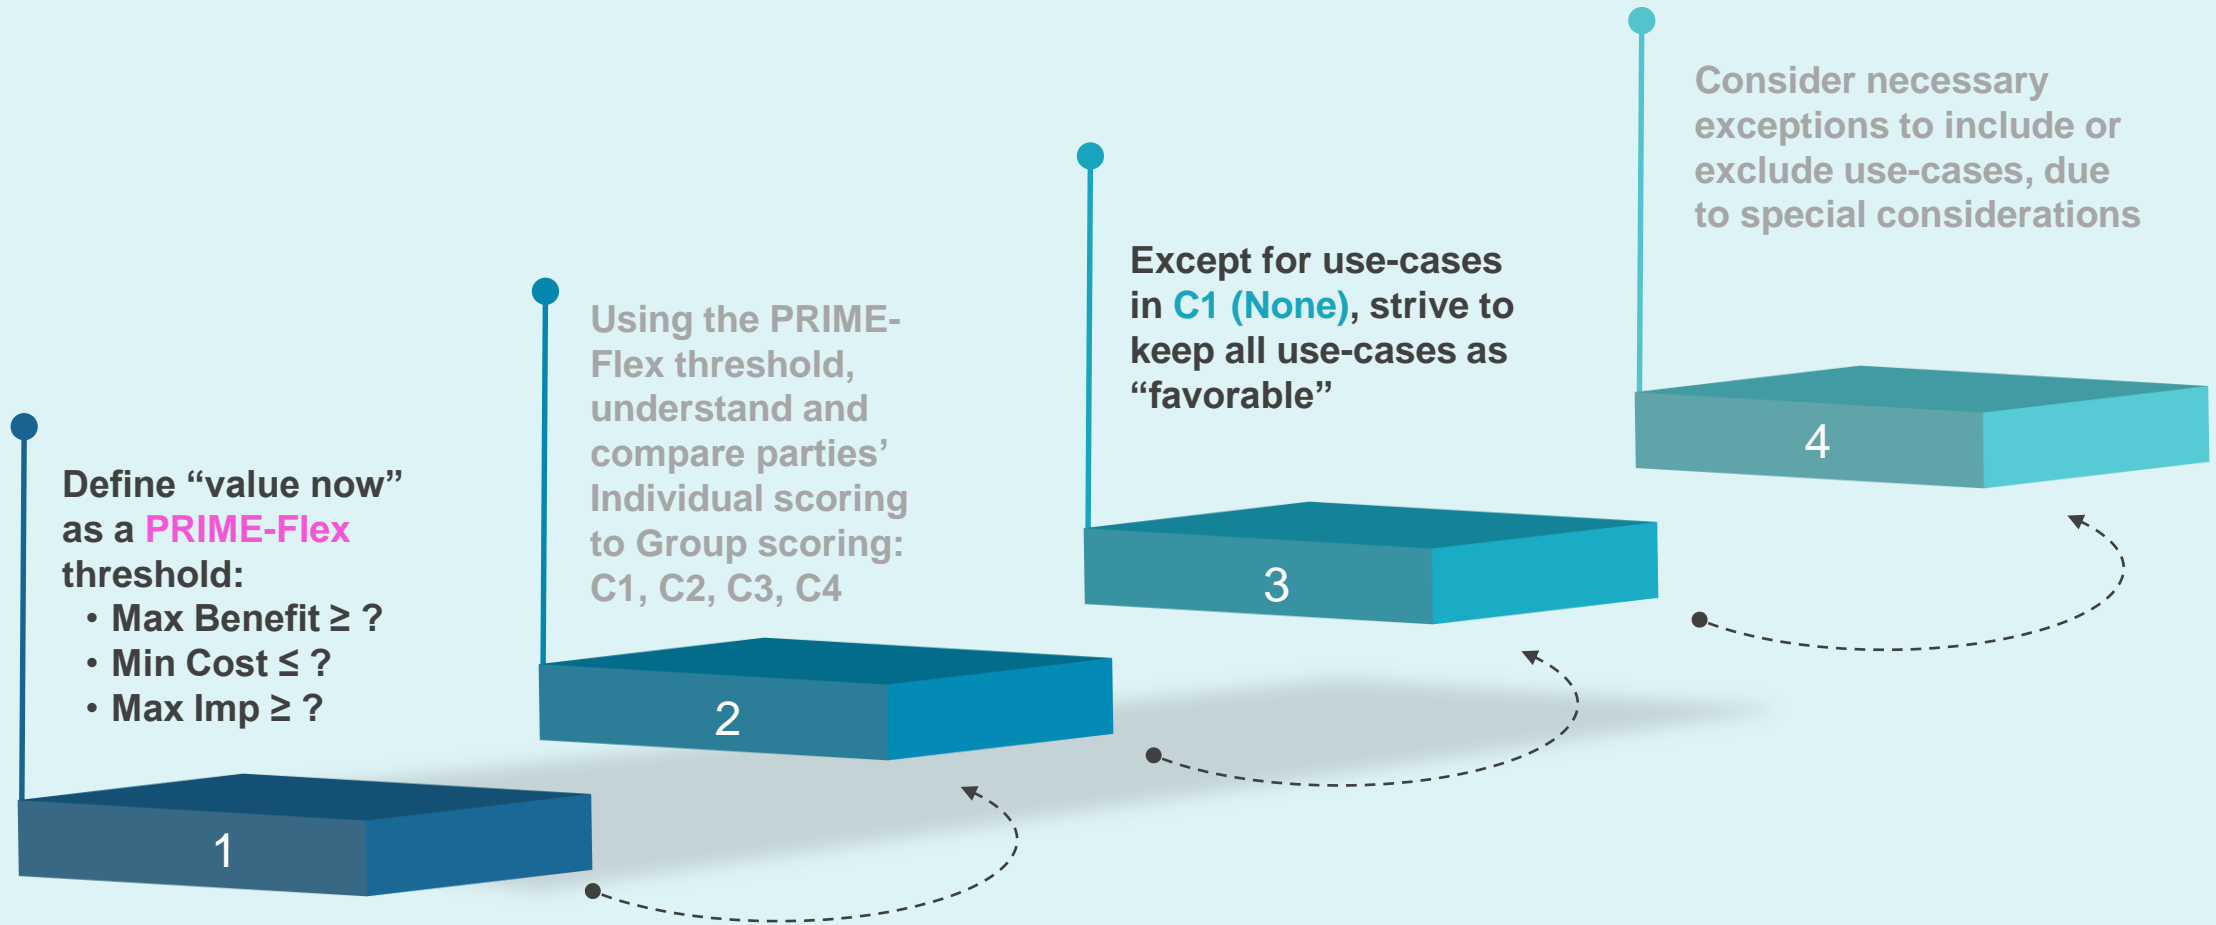 Define “value now”
as a PRIME-Flex
threshold:
• Max Benefit ≥ ?
• Min Cost ≤ ?
• Max Imp ≥ ?
1
Using the PRIME-
Flex threshold,
understand and
compare parties’
Individual scoring
to Group scoring:
C1, C2, C3, C4
2
Except for use-cases
in C1 (None), strive to
keep all use-cases as
“favorable”
3
Consider necessary
exceptions to include or
exclude use-cases, due
to special considerations
4